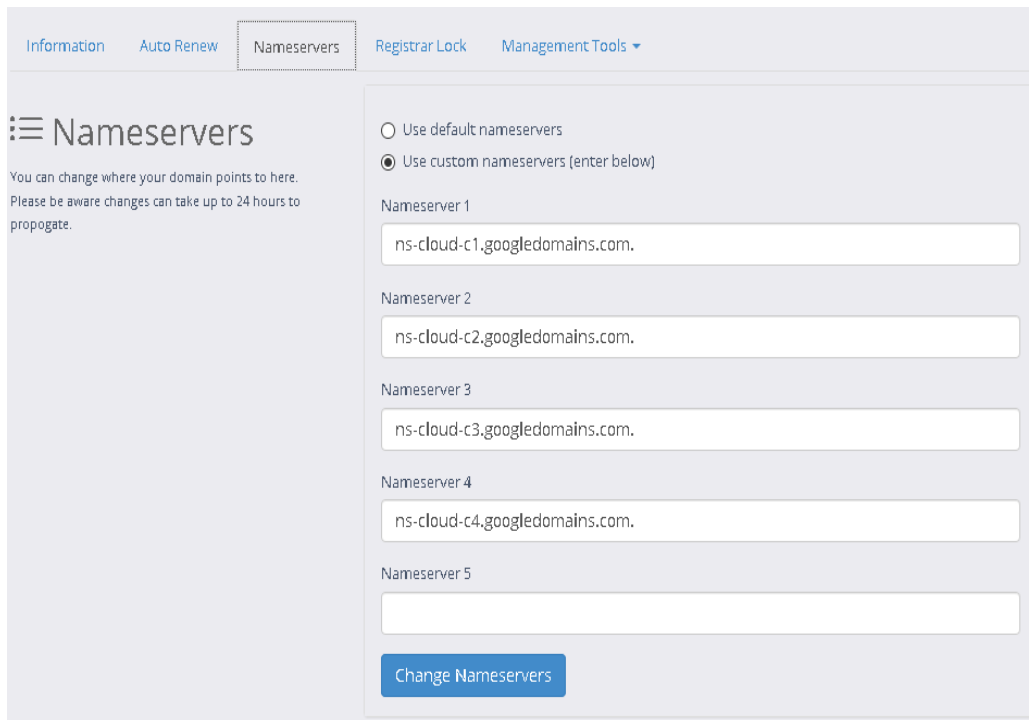 Information Auto Renew Nameservers Registrar Lock Management Tools
Nameservers
You can change where your domain points to here.
Please be aware changes can take up to 24 hours to
propogate.
Use default nameservers
Use custom nameservers (enter below)
Nameserver 1
ns-cloud-c1.googledomains.com.
Nameserver 2
ns-cloud-c2.googledomains.com.
Nameserver 3
ns-cloud-c3.googledomains.com.
Nameserver 4
ns-cloud-c4.googledomains.com.
Nameserver 5
Change Nameservers